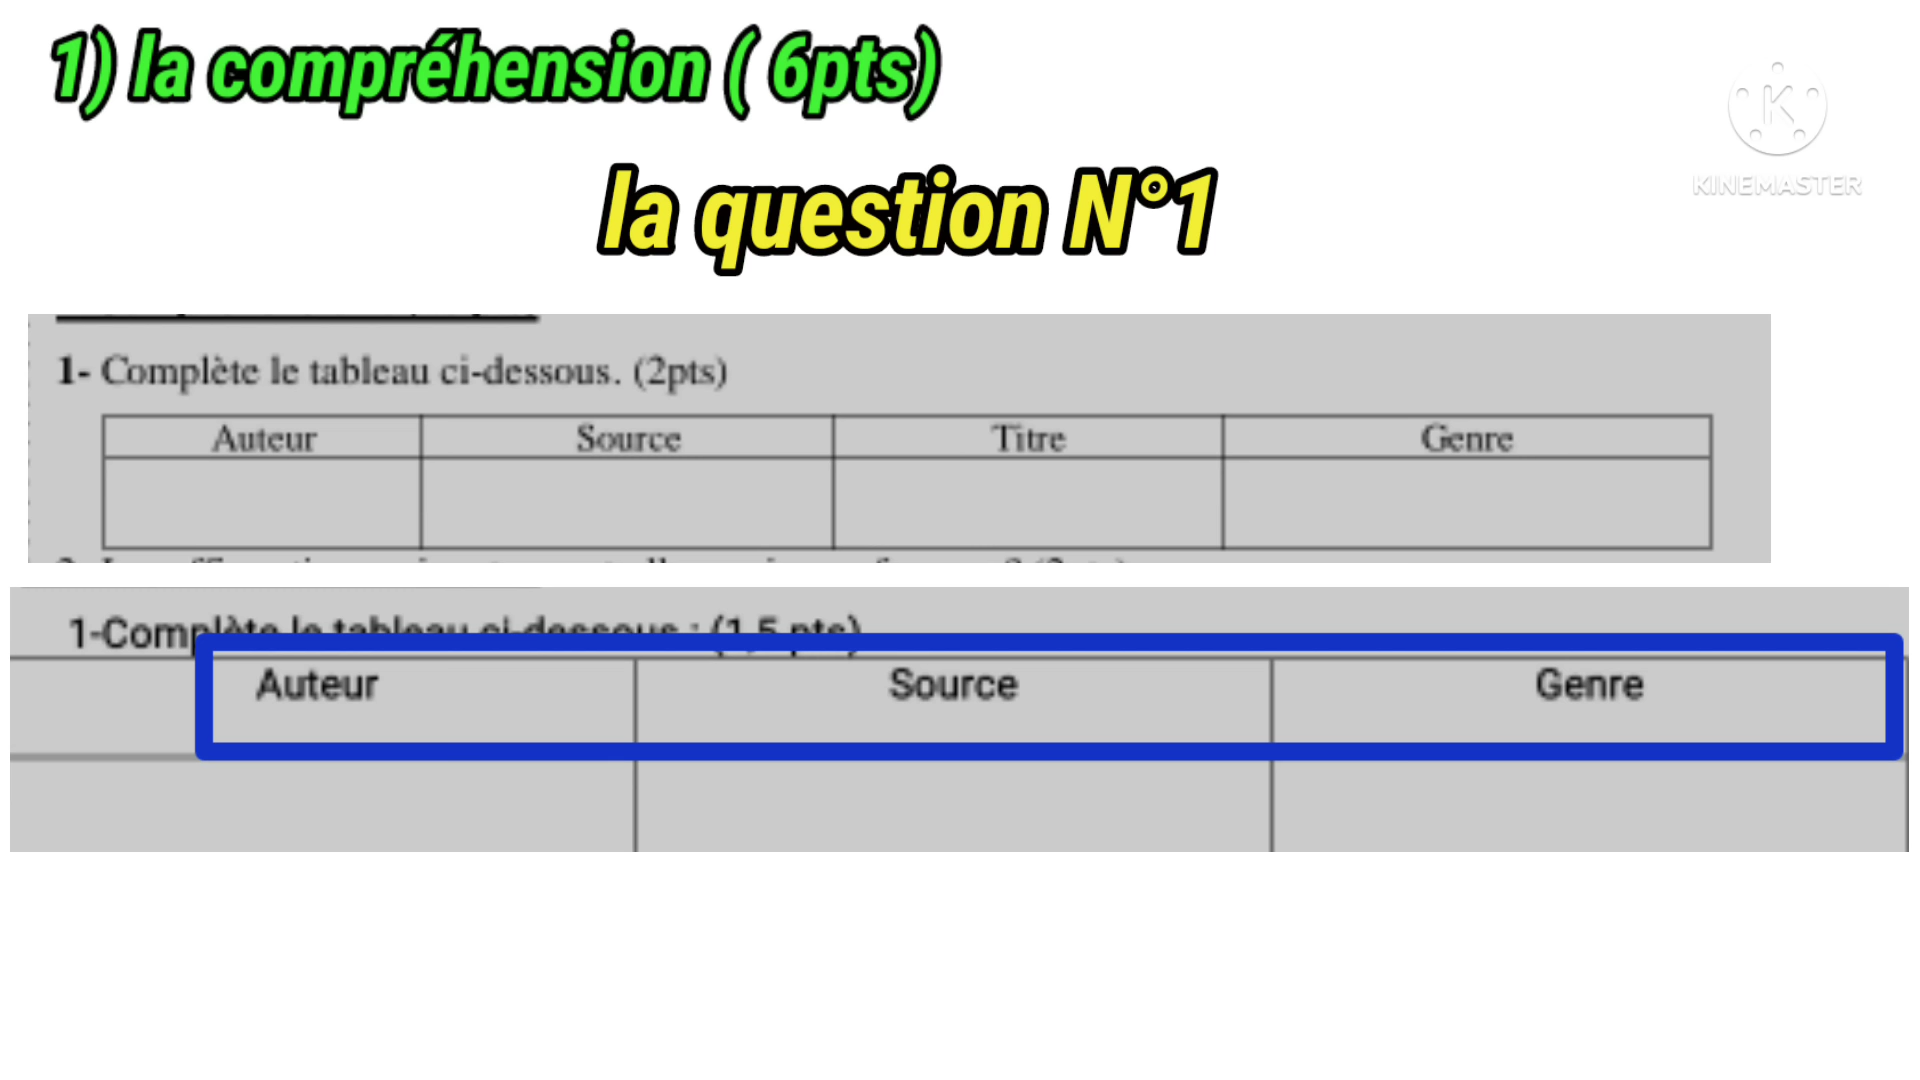 1) la compréhension ( 6pts)
KINEMASTER
la question N°1
1- Complète le tableau ci-dessous. (2pts)
Auteur Source Titre Genre
1-Complète le tableau ci-dessous : (1,5 pts)
Auteur Source Genre